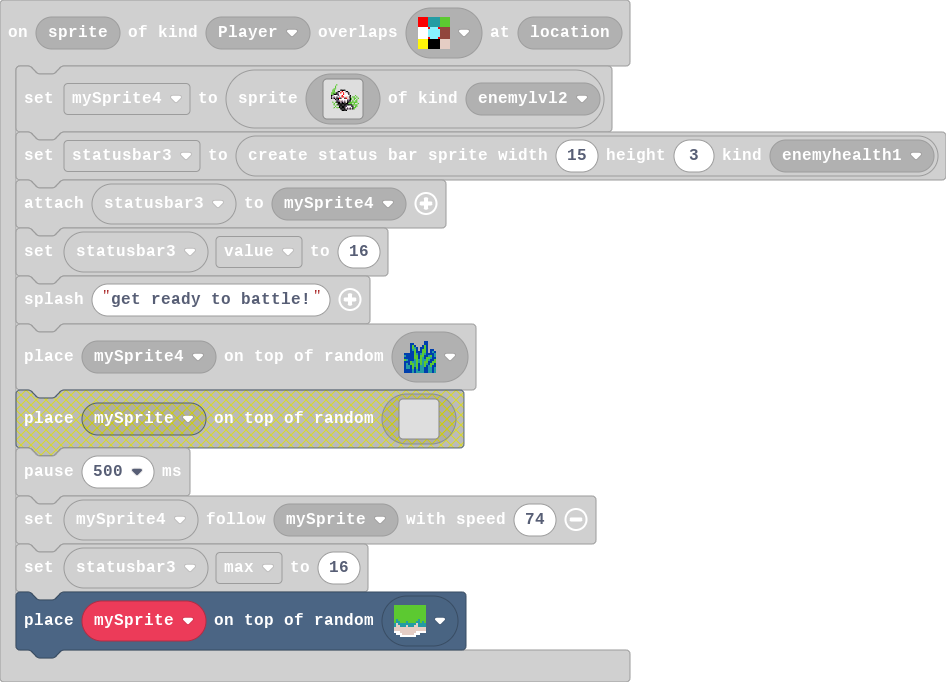 on sprite of kind Player overlaps at location
set mySprite4 to sprite of kind enemylvl2
set statusbar3 to create status bar sprite width 15 height 3 kind enemyhealth1
attach statusbar3 to mySprite4
set statusbar3 value to 16
splash "get ready to battle!"
place mySprite4 on top of random
place mySprite on top of random
pause 500 ms
set mySprite4 follow mySprite with speed 74
set statusbar3 max to 16
place mySprite on top of random